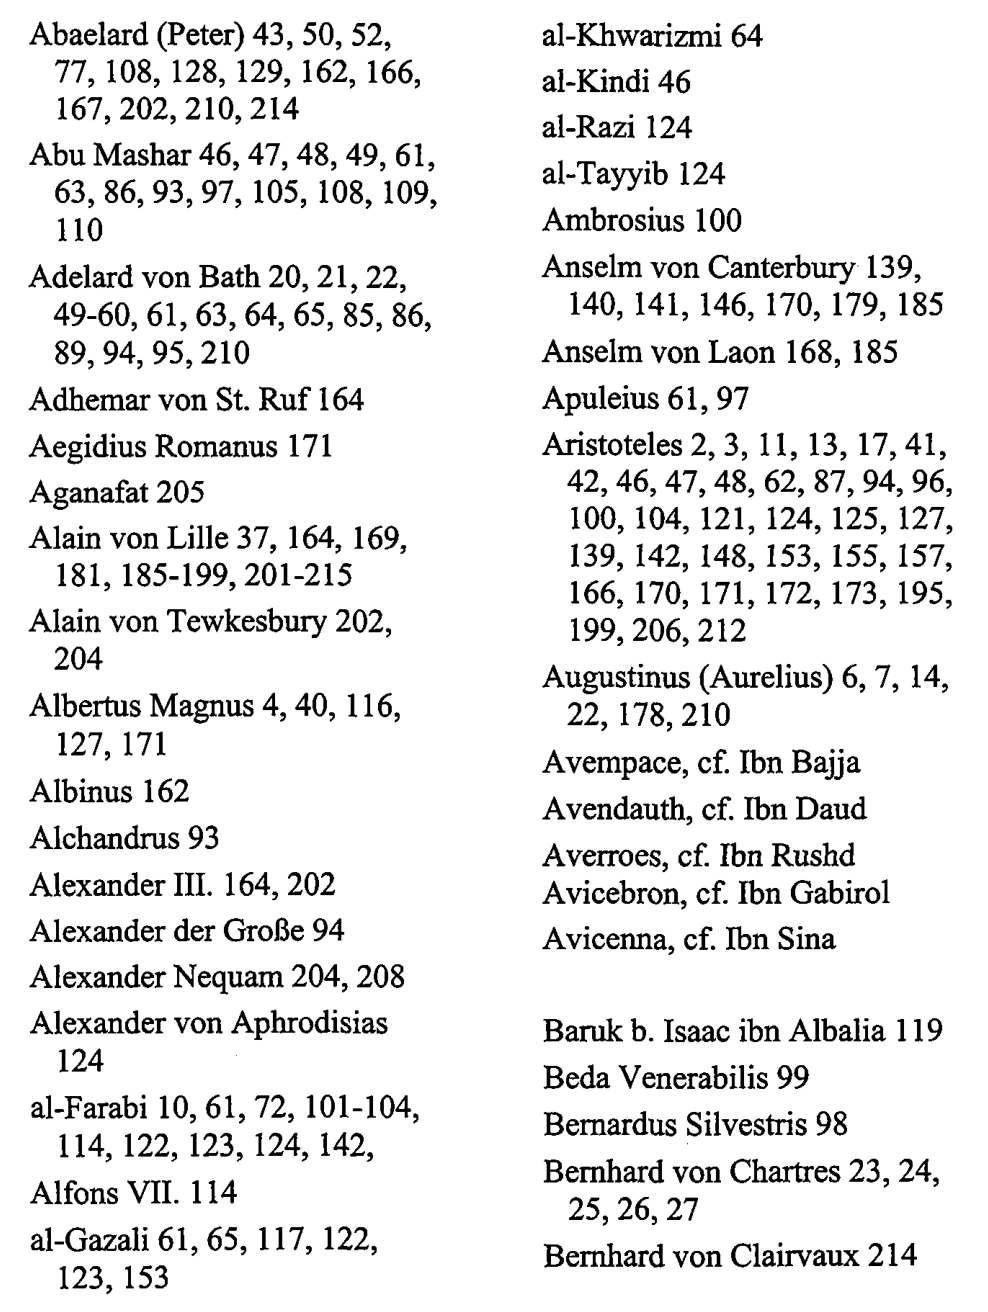 Abaelard (Peter) 43, 50, 52,
77, 108, 128, 129, 162, 166,
167, 202, 210, 214
Abu Mashar 46, 47, 48, 49, 61,
63, 86, 93, 97, 105, 108, 109,
110
Adelard von Bath 20, 21, 22,
49-60, 61, 63, 64, 65, 85, 86,
89, 94, 95, 210
Adhemar von St. Ruf 164
Aegidius Romanus 171
Aganafat 205
Alain von Lille 37, 164, 169,
181, 185-199, 201-215
Alain von Tewkesbury 202,
204
Albertus Magnus 4, 40, 116,
127, 171
Albinus 162
Alchandrus 93
Alexander III. 164, 202
Alexander der Große 94
Alexander Nequam 204, 208
Alexander von Aphrodisias
124
al-Farabi 10, 61, 72, 101-104,
114, 122, 123, 124, 142,
Alfons VII. 114
al-Gazali 61, 65, 117, 122,
123, 153
al-Khwarizmi 64
al-Kindi 46
al-Razi 124
al-Tayyib 124
Ambrosius 100
Anselm von Canterbury 139,
140, 141, 146, 170, 179, 185
Anselm von Laon 168, 185
Apuleius 61, 97
Aristoteles 2, 3, 11, 13, 17, 41,
42, 46, 47, 48, 62, 87, 94, 96,
100, 104, 121, 124, 125, 127,
139, 142, 148, 153, 155, 157,
166, 170, 171, 172, 173, 195,
199, 206, 212
Augustinus (Aurelius) 6, 7, 14,
22, 178, 210
Avempace, cf. Ibn Bajja
Avendauth, cf. Ibn Daud
Averroes, cf. Ibn Rushd
Avicebron, cf. Ibn Gabirol
Avicenna, cf. Ibn Sina
Baruk b. Isaac ibn Albalia 119
Beda Venerabilis 99
Bernardus Silvestris 98
Bernhard von Chartres 23, 24,
25, 26, 27
Bernhard von Clairvaux 214